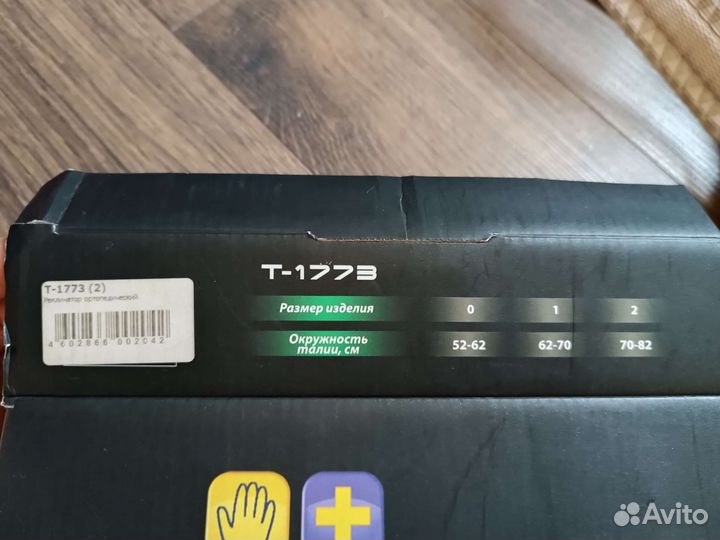 T-1773
T-1773 (2)
Реклинатор ортопедический
4 602866 002042
Размер изделия 0 1 2
Окружность
талии, см 52-62 62-70 70-82
Avito